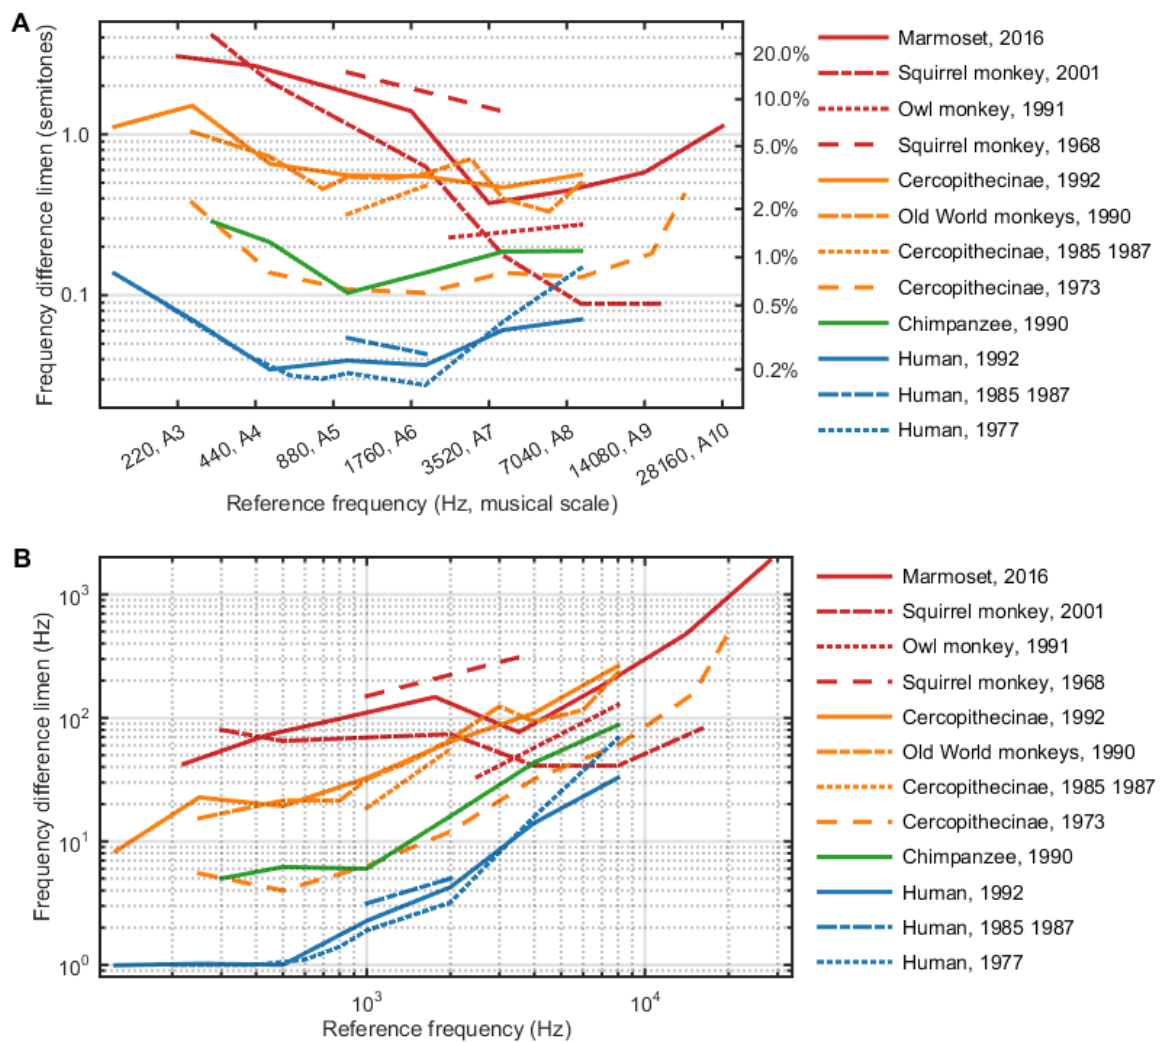 A
Frequency difference limen (semitones)
1.0
0.1
20.0%
10.0%
5.0%
2.0%
1.0%
0.5%
0.2%
220, A3
440, A4
880, A5
1760, A6
3520, A7
7040, A8
14080, A9
28160, A10
Reference frequency (Hz, musical scale)
Marmoset, 2016
Squirrel monkey, 2001
Owl monkey, 1991
Squirrel monkey, 1968
Cercopithecinae, 1992
Old World monkeys, 1990
Cercopithecinae, 1985 1987
Cercopithecinae, 1973
Chimpanzee, 1990
Human, 1992
Human, 1985 1987
Human, 1977
B
Frequency difference limen (Hz)
10³
10²
10¹
10⁰
10³
10⁴
Reference frequency (Hz)
Marmoset, 2016
Squirrel monkey, 2001
Owl monkey, 1991
Squirrel monkey, 1968
Cercopithecinae, 1992
Old World monkeys, 1990
Cercopithecinae, 1985 1987
Cercopithecinae, 1973
Chimpanzee, 1990
Human, 1992
Human, 1985 1987
Human, 1977